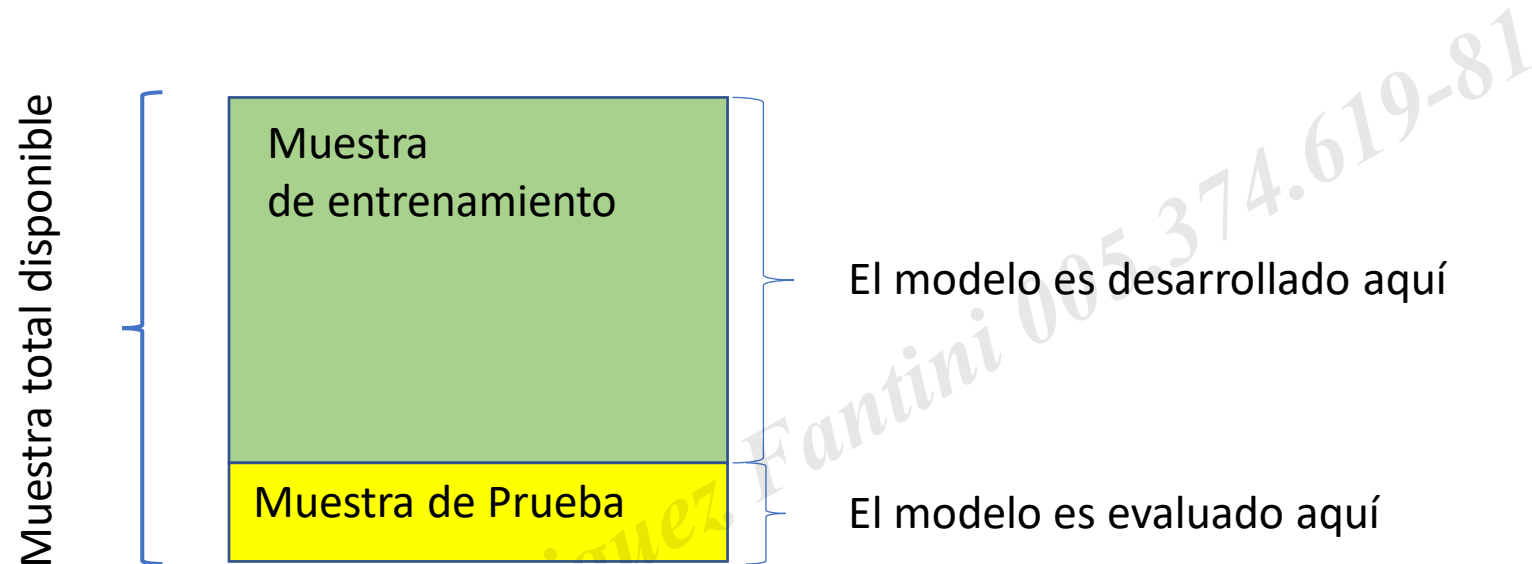 Muestra total disponible
Muestra
de entrenamiento
El modelo es desarrollado aquí
Muestra de Prueba
El modelo es evaluado aquí
Fantini 005.374.619-81